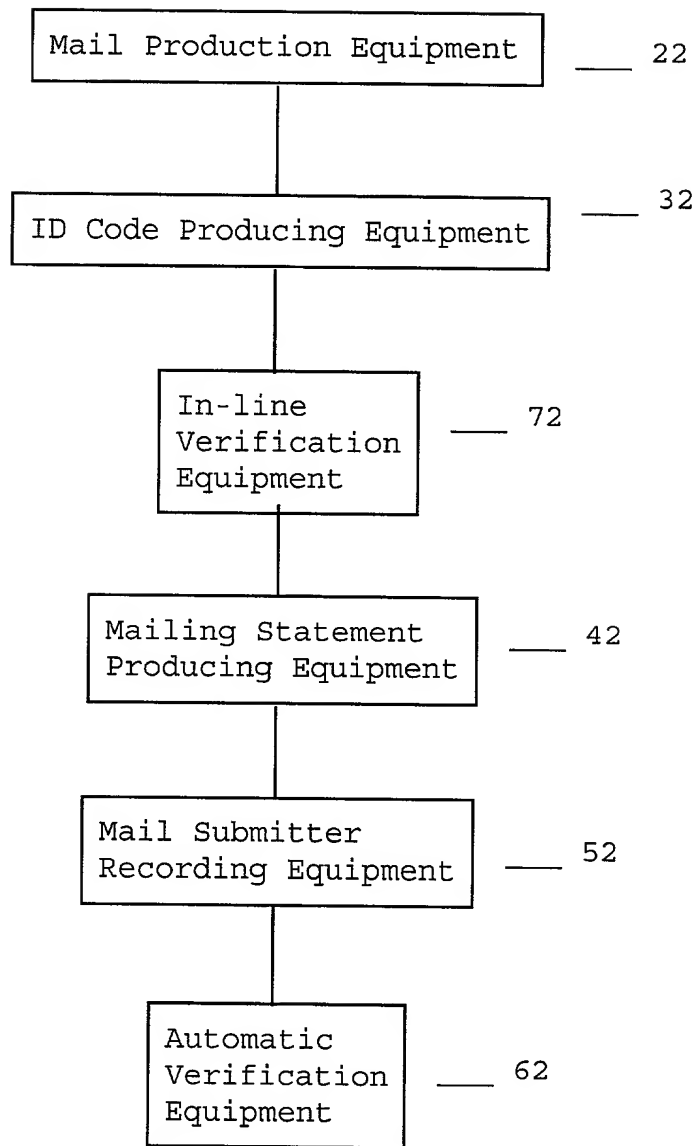 Mail Production Equipment
22
ID Code Producing Equipment
32
In-line
Verification
Equipment
72
Mailing Statement
Producing Equipment
42
Mail Submitter
Recording Equipment
52
Automatic
Verification
Equipment
62